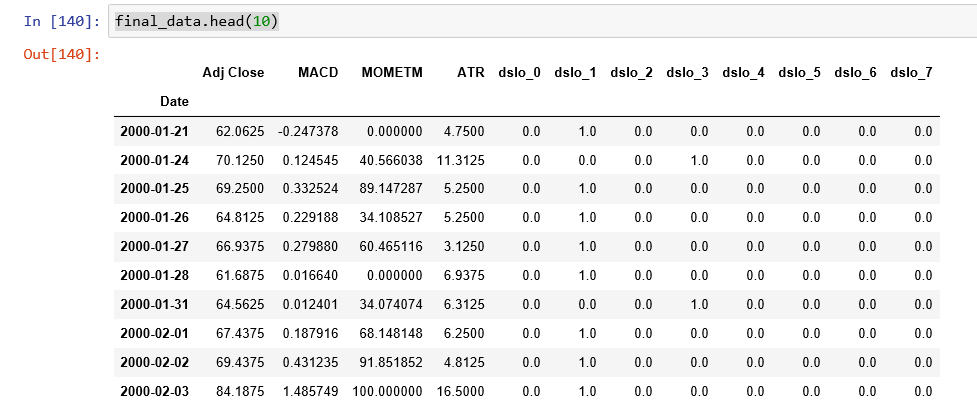 In [140]: final_data.head(10)
Out[140]:
Adj Close MACD MOMETM ATR dslo_0 dslo_1 dslo_2 dslo_3 dslo_4 dslo_5 dslo_6 dslo_7
Date
2000-01-21 62.0625 -0.247378 0.000000 4.7500 0.0 1.0 0.0 0.0 0.0 0.0 0.0 0.0
2000-01-24 70.1250 0.124545 40.566038 11.3125 0.0 0.0 0.0 1.0 0.0 0.0 0.0 0.0
2000-01-25 69.2500 0.332524 89.147287 5.2500 0.0 1.0 0.0 0.0 0.0 0.0 0.0 0.0
2000-01-26 64.8125 0.229188 34.108527 5.2500 0.0 1.0 0.0 0.0 0.0 0.0 0.0 0.0
2000-01-27 66.9375 0.279880 60.465116 3.1250 0.0 1.0 0.0 0.0 0.0 0.0 0.0 0.0
2000-01-28 61.6875 0.016640 0.000000 6.9375 0.0 1.0 0.0 0.0 0.0 0.0 0.0 0.0
2000-01-31 64.5625 0.012401 34.074074 6.3125 0.0 0.0 0.0 1.0 0.0 0.0 0.0 0.0
2000-02-01 67.4375 0.187916 68.148148 6.2500 0.0 1.0 0.0 0.0 0.0 0.0 0.0 0.0
2000-02-02 69.4375 0.431235 91.851852 4.8125 0.0 1.0 0.0 0.0 0.0 0.0 0.0 0.0
2000-02-03 84.1875 1.485749 100.000000 16.5000 0.0 1.0 0.0 0.0 0.0 0.0 0.0 0.0